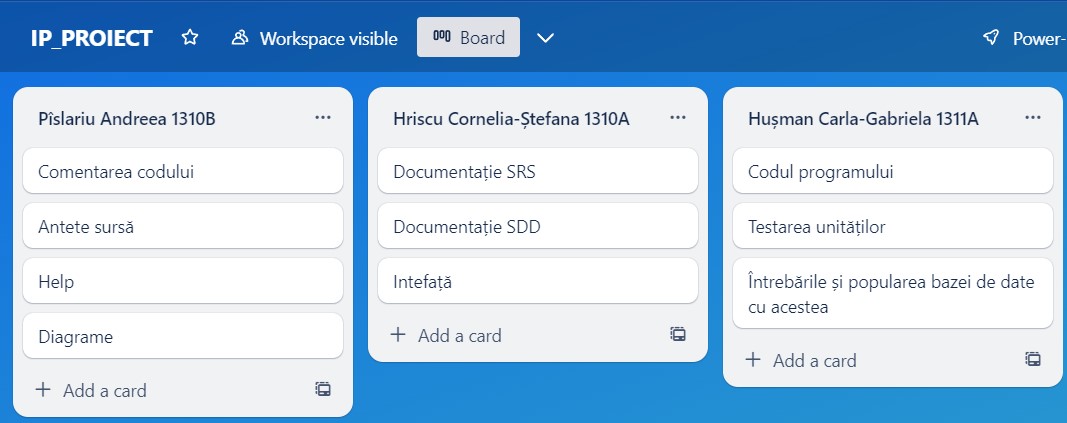 IP_PROIECT
Workspace visible
Board
Power-
Pîslariu Andreea 1310B
Comentarea codului
Antete sursă
Help
Diagrame
Add a card
Hriscu Cornelia-Ștefana 1310A
Documentație SRS
Documentație SDD
Intefață
Add a card
Hușman Carla-Gabriela 1311A
Codul programului
Testarea unităților
Întrebările și popularea bazei de date
cu acestea
Add a card